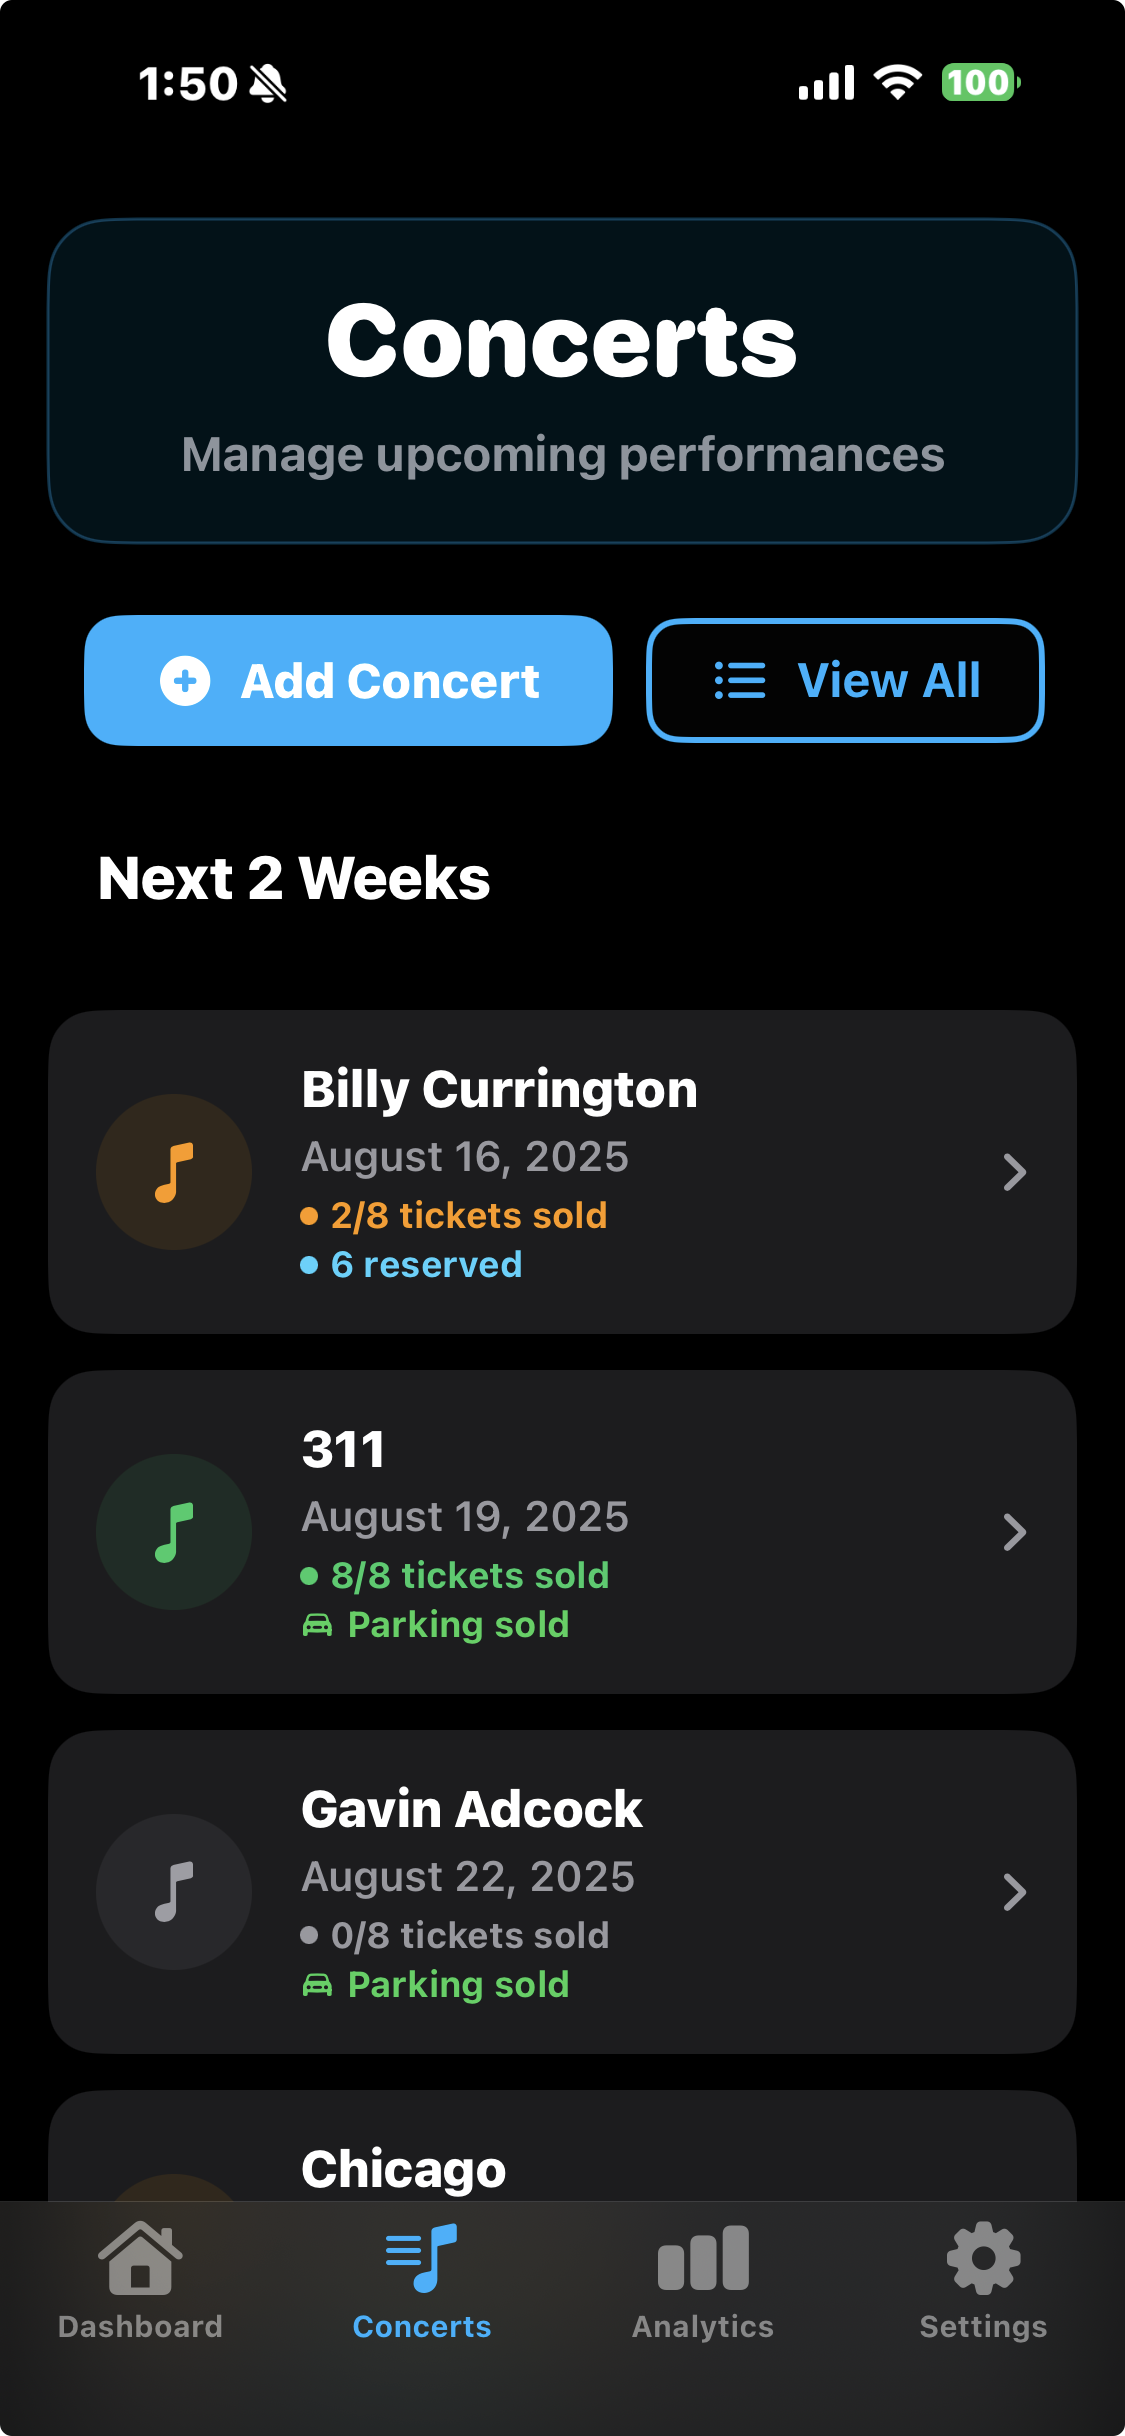 1:50
100
Concerts
Manage upcoming performances
Add Concert
View All
Next 2 Weeks
Billy Currington
August 16, 2025
2/8 tickets sold
6 reserved
311
August 19, 2025
8/8 tickets sold
Parking sold
Gavin Adcock
August 22, 2025
0/8 tickets sold
Parking sold
Chicago
Dashboard
Concerts
Analytics
Settings